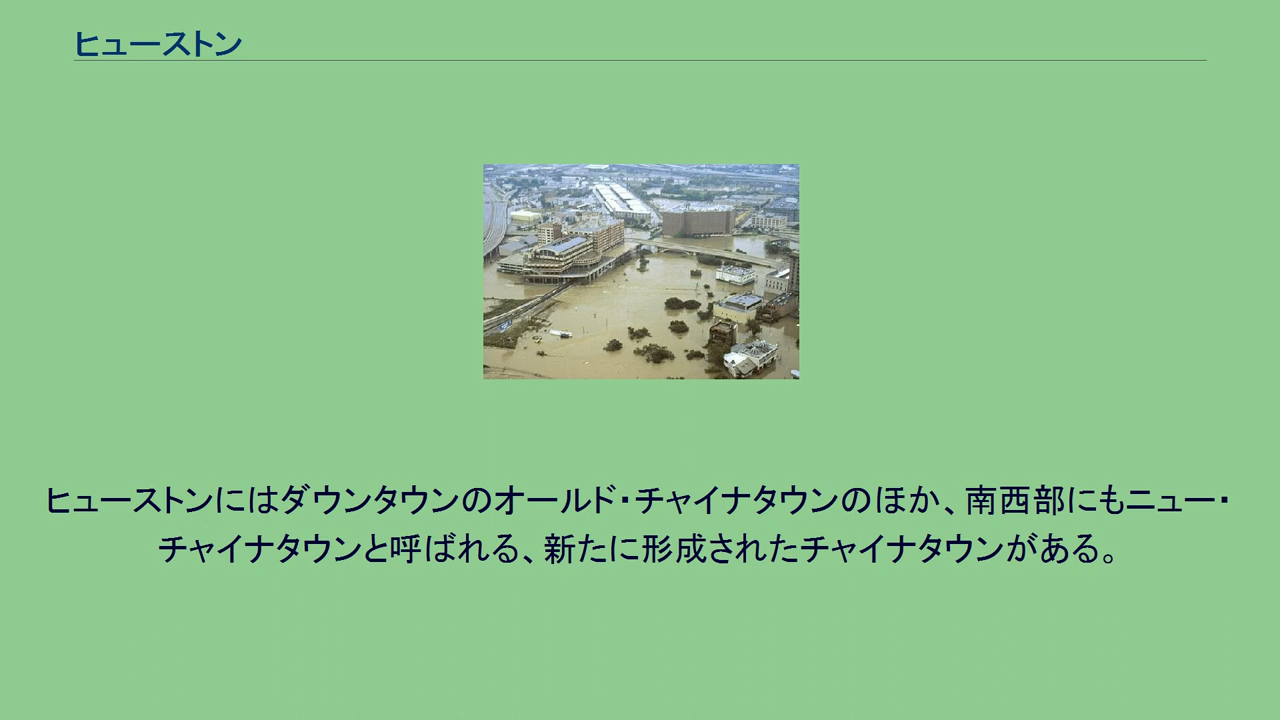 ヒューストン
ヒューストンにはダウンタウンのオールド・チャイナタウンのほか、南西部にもニュー・
チャイナタウンと呼ばれる、新たに形成されたチャイナタウンがある。